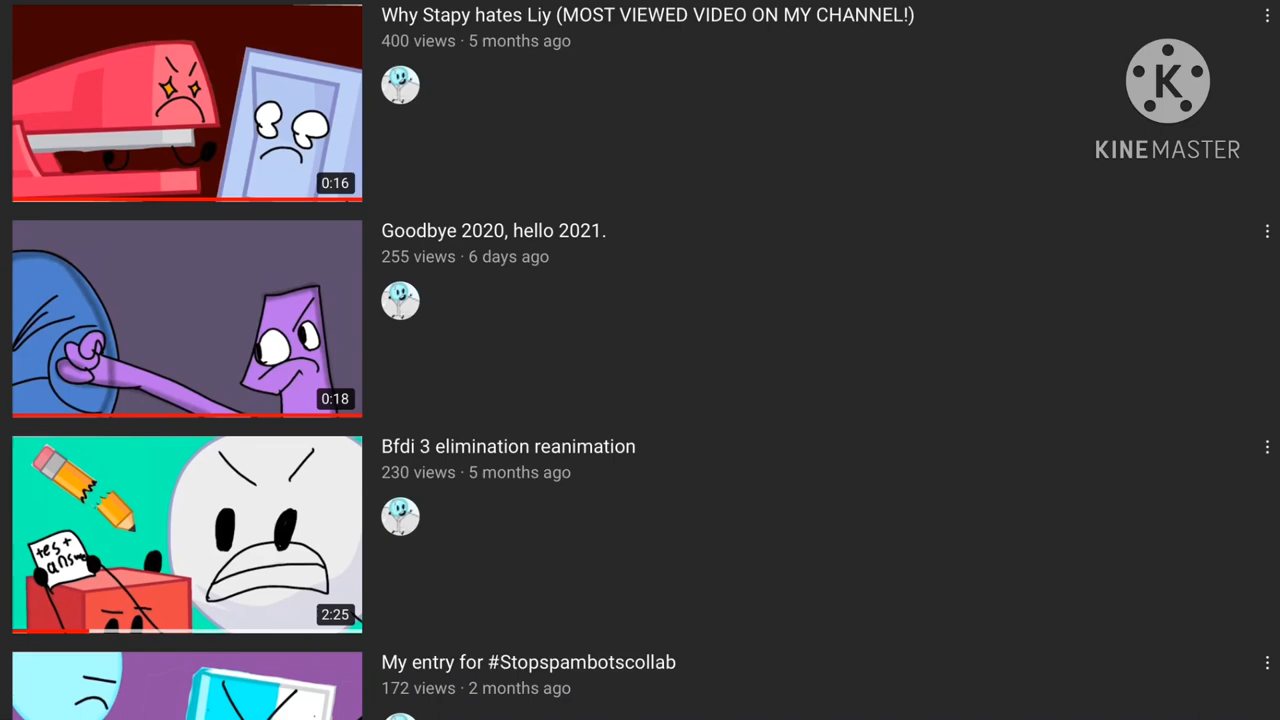 Why Stapy hates Liy (MOST VIEWED VIDEO ON MY CHANNEL!)
400 views · 5 months ago
K
KINEMASTER
0:16
Goodbye 2020, hello 2021.
255 views · 6 days ago
0:18
Bfdi 3 elimination reanimation
230 views · 5 months ago
test
answ
2:25
My entry for #Stopspambotscollab
172 views · 2 months ago